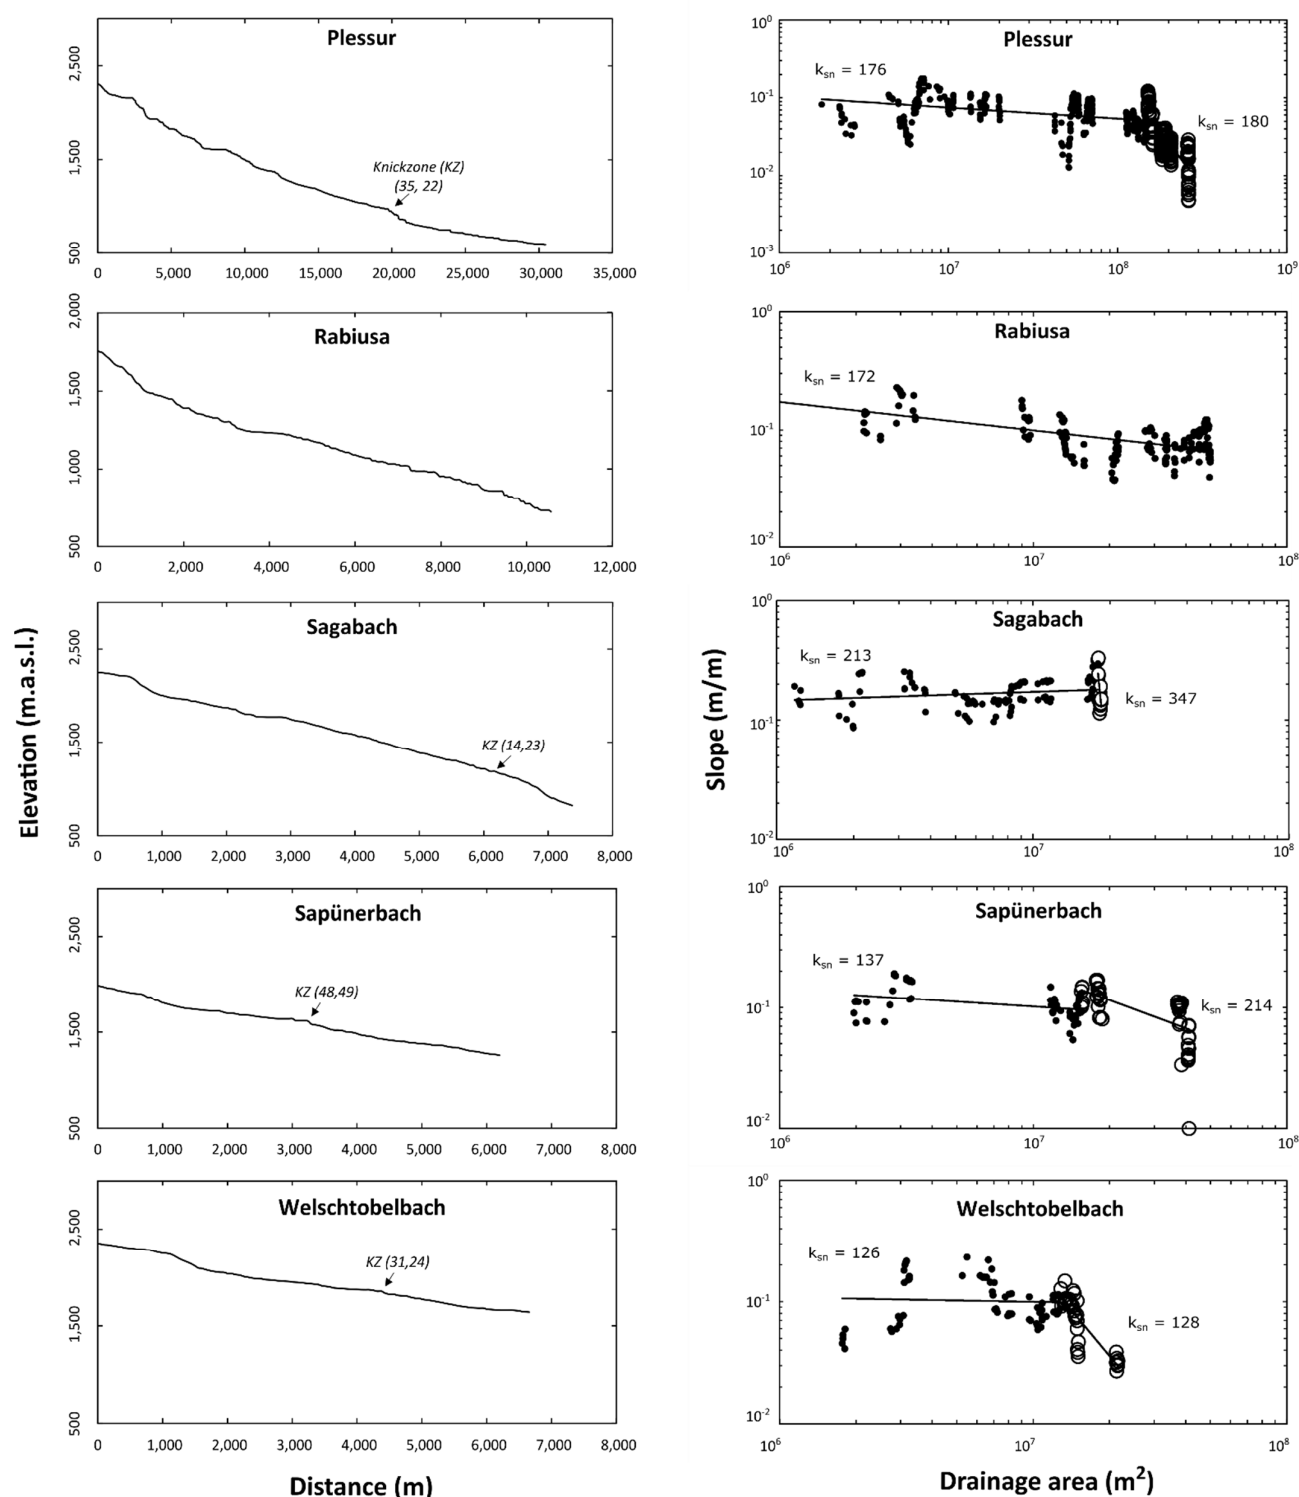 Plessur
2,500
1,500
500
Knickzone (KZ)
(35, 22)
0 5,000 10,000 15,000 20,000 25,000 30,000 35,000
Plessur
10⁰
10⁻¹
10⁻²
10⁻³
kₛₙ = 176
kₛₙ = 180
10⁶ 10⁷ 10⁸ 10⁹
Rabiusa
2,000
1,500
1,000
500
0 2,000 4,000 6,000 8,000 10,000 12,000
Rabiusa
10⁰
10⁻¹
10⁻²
kₛₙ = 172
10⁶ 10⁷ 10⁸
Sagabach
2,500
1,500
500
KZ (14,23)
0 1,000 2,000 3,000 4,000 5,000 6,000 7,000 8,000
Sagabach
10⁰
10⁻¹
10⁻²
kₛₙ = 213
kₛₙ = 347
10⁶ 10⁷ 10⁸
Elevation (m.a.s.l.)
Slope (m/m)
Sapünerbach
2,500
1,500
500
KZ (48,49)
0 1,000 2,000 3,000 4,000 5,000 6,000 7,000 8,000
Sapünerbach
10⁰
10⁻¹
10⁻²
kₛₙ = 137
kₛₙ = 214
10⁶ 10⁷ 10⁸
Welschtobelbach
2,500
1,500
500
KZ (31,24)
0 1,000 2,000 3,000 4,000 5,000 6,000 7,000 8,000
Welschtobelbach
10⁰
10⁻¹
10⁻²
kₛₙ = 126
kₛₙ = 128
10⁶ 10⁷ 10⁸
Distance (m)
Drainage area (m²)